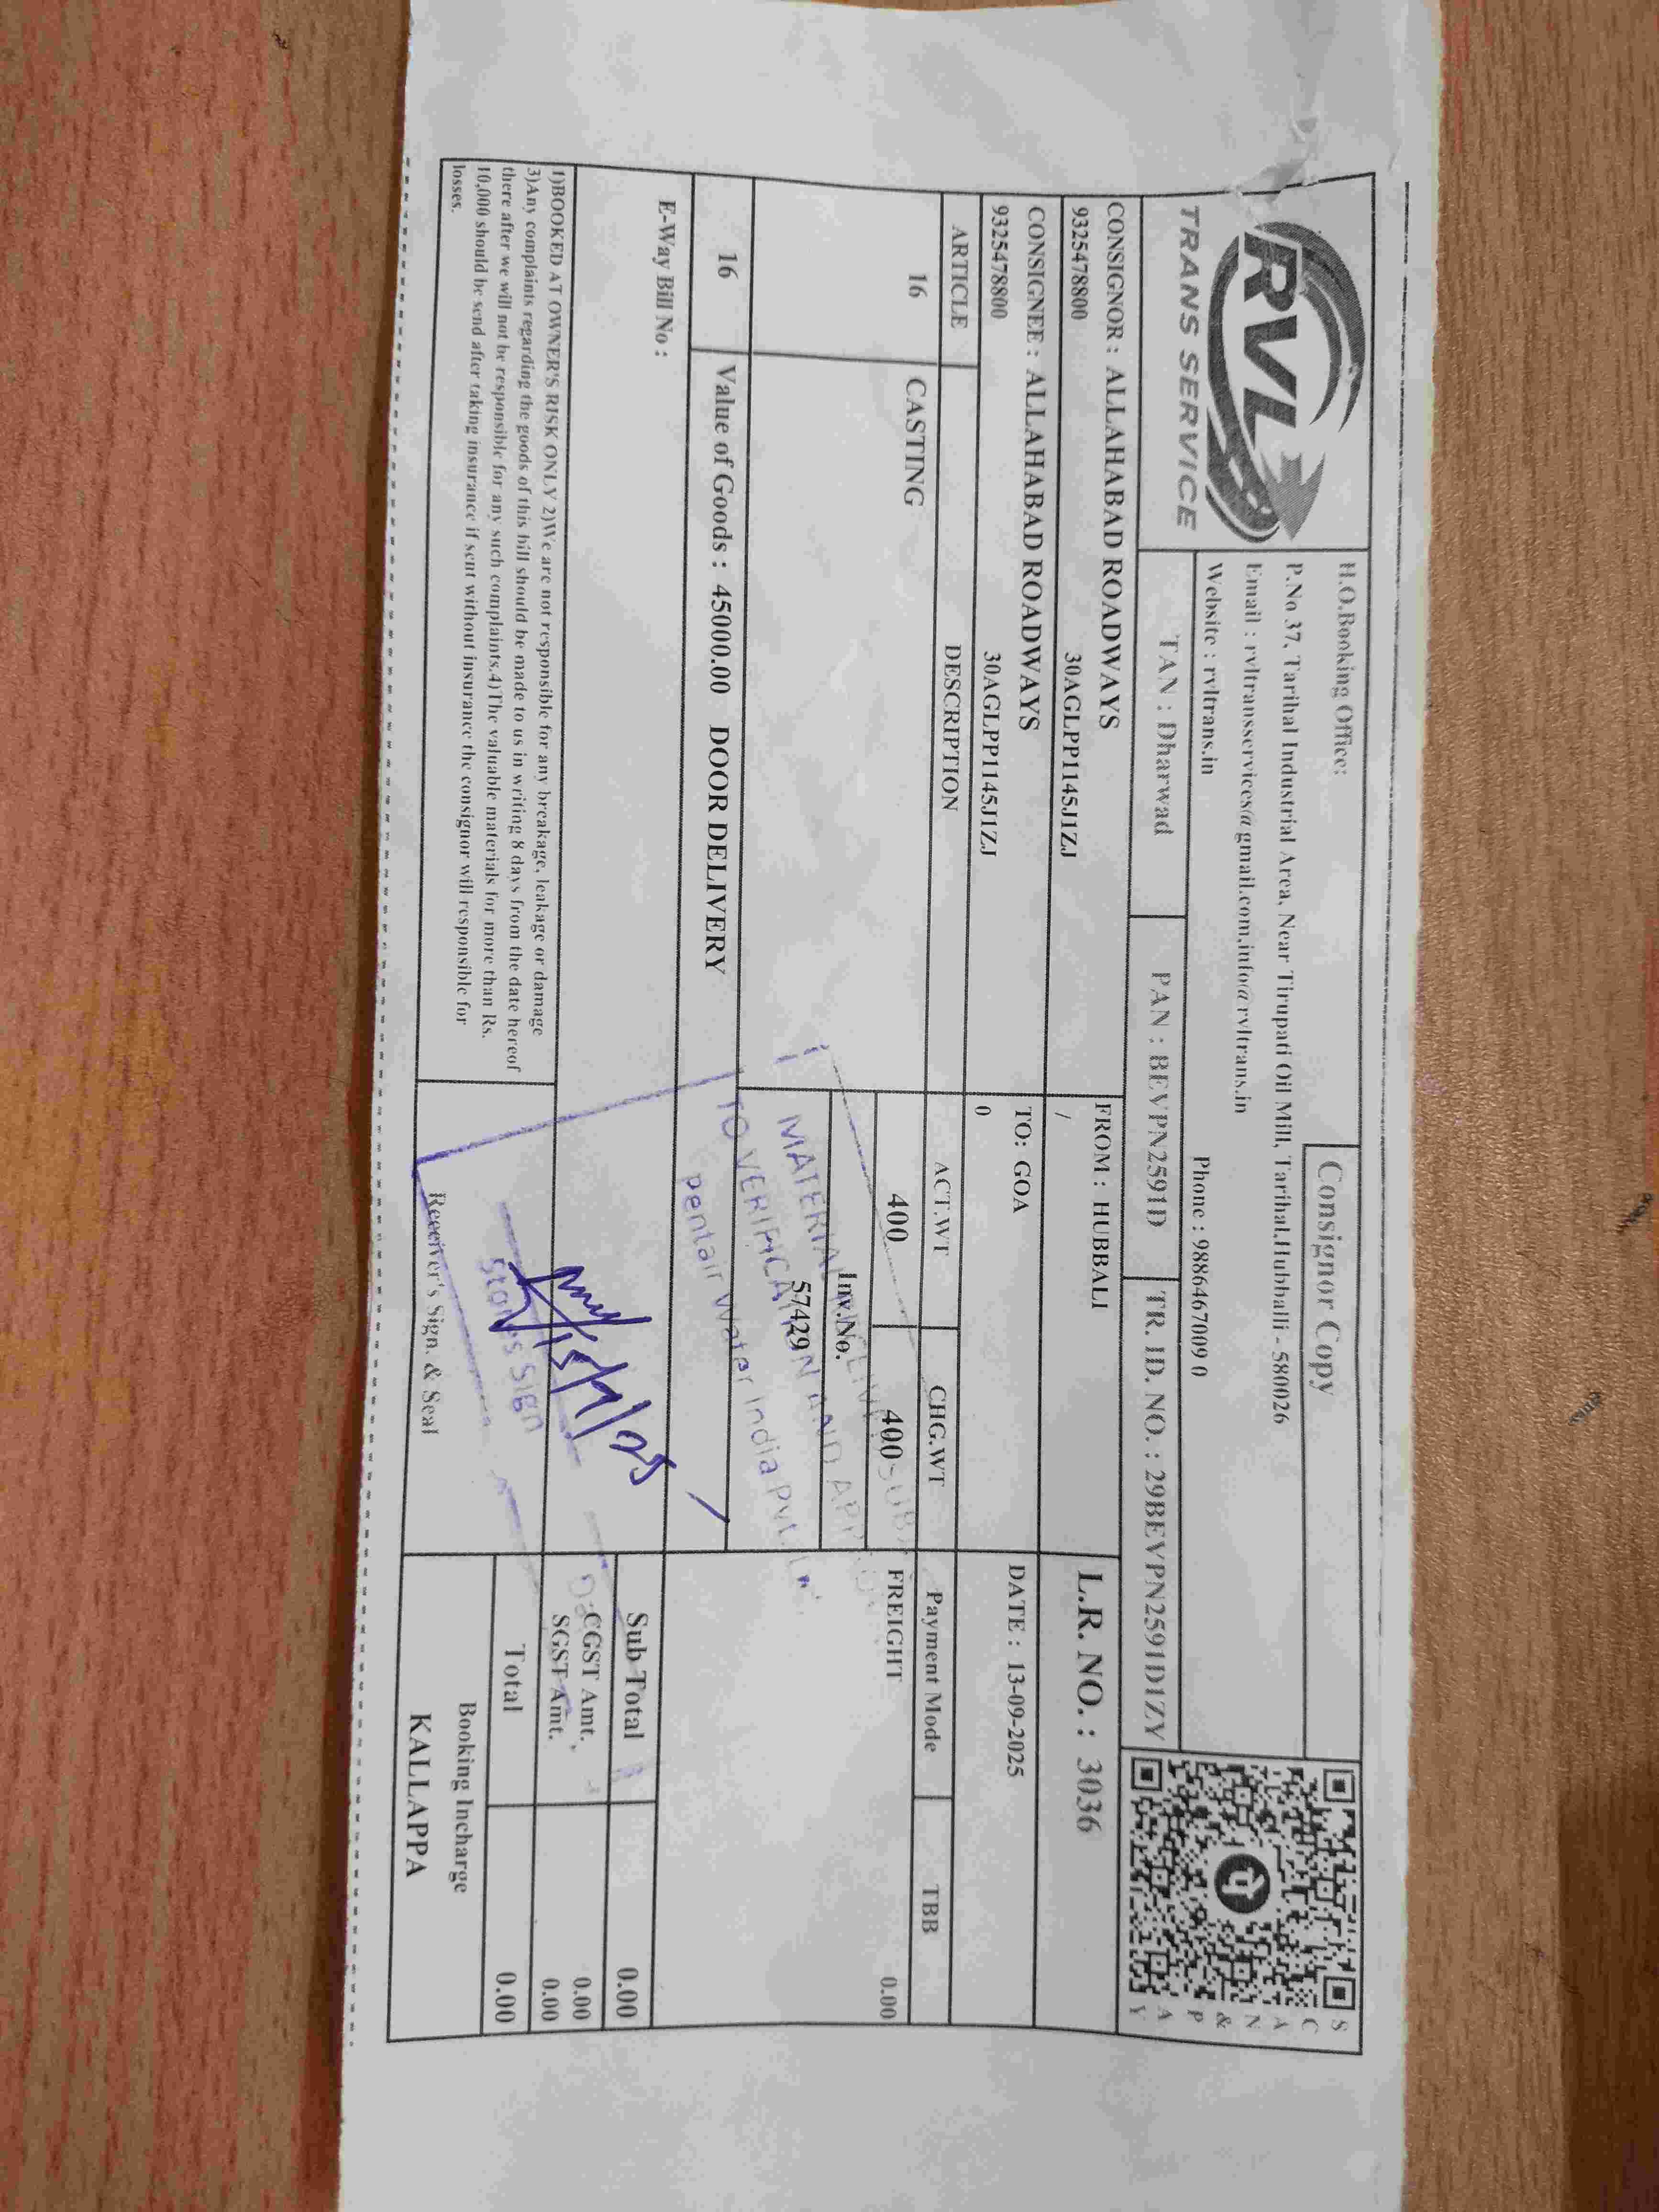 RVL
TRANS SERVICE
H.O.Booking Office:
Consignor Copy
P.No 37, Tarihal Industrial Area, Near Tirupati Oil Mill, Tarihal,Hubballi - 580026
Email : rvltransservices@gmail.com,info@rvltrans.in
Website : rvltrans.in
Phone : 9886467009 0
SCAN & PAY
TAN : Dharwad
PAN : BEVPN2591D
TR. ID. NO. : 29BEVPN2591D1ZY
CONSIGNOR : ALLAHABAD ROADWAYS
FROM : HUBBALI
L.R. NO. : 3036
9325478800
30AGLPP1145J1ZJ
/
CONSIGNEE : ALLAHABAD ROADWAYS
TO: GOA
DATE : 13-09-2025
9325478800
30AGLPP1145J1ZJ
0
ARTICLE
DESCRIPTION
ACT.WT
CHG.WT
Payment Mode
TBB
16
CASTING
400
400
FREIGHT
0.00
Inv.No.
57429
MATERIAL
TO VERIFICATION AND
Pentair Water India Pvt.
16
Value of Goods : 45000.00
DOOR DELIVERY
E-Way Bill No :
Sub Total
0.00
CGST Amt.
0.00
SGST Amt.
0.00
Total
0.00
15/9/25
Stores Sign
1)BOOKED AT OWNER'S RISK ONLY 2)We are not responsible for any breakage, leakage or damage
3)Any complaints regarding the goods of this bill should be made to us in writing 8 days from the date hereof
there after we will not be responsible for any such complaints.4)The valuable materials for more than Rs.
10,000 should be send after taking insurance if sent without insurance the consignor will responsible for
losses.
Receiver's Sign. & Seal
Booking Incharge
KALLAPPA